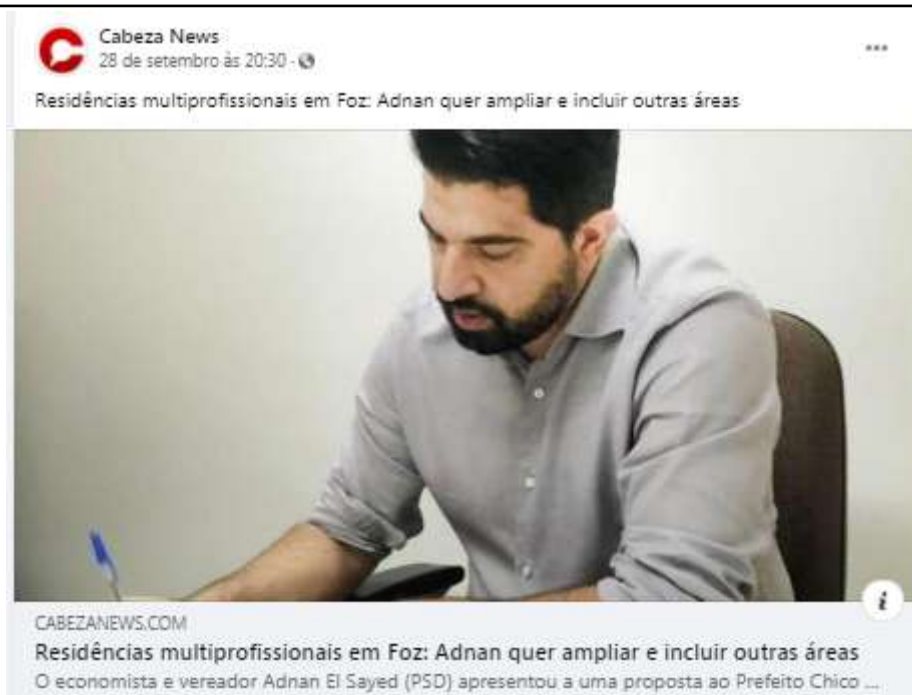 Cabeza News
28 de setembro às 20:30 ·
Residências multiprofissionais em Foz: Adnan quer ampliar e incluir outras áreas
i
CABEZANEWS.COM
Residências multiprofissionais em Foz: Adnan quer ampliar e incluir outras áreas
O economista e vereador Adnan El Sayed (PSD) apresentou a uma proposta ao Prefeito Chico ...